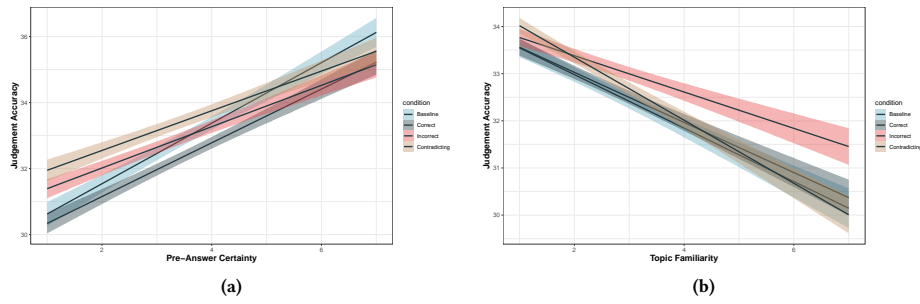 36
34
32
30
2
4
6
Judgement Accuracy
Pre−Answer Certainty
condition
Baseline
Correct
Incorrect
Contradicting
(a)
34
33
32
31
30
2
4
6
Judgement Accuracy
Topic Familiarity
condition
Baseline
Correct
Incorrect
Contradicting
(b)